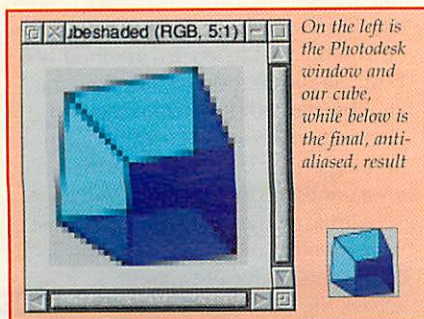 ubeshaded (RGB, 5:1)
On the left is
the Photodesk
window and
our cube,
while below is
the final, anti-
aliased, result